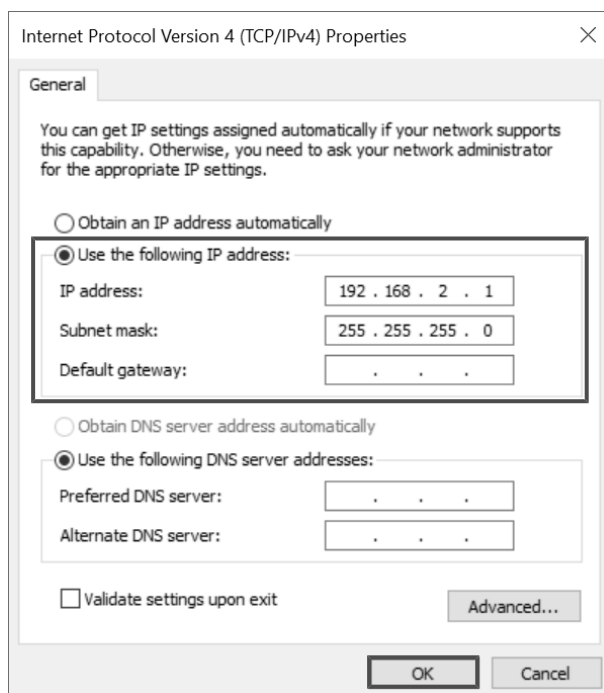 Internet Protocol Version 4 (TCP/IPv4) Properties
General
You can get IP settings assigned automatically if your network supports
this capability. Otherwise, you need to ask your network administrator
for the appropriate IP settings.
Obtain an IP address automatically
Use the following IP address:
IP address: 192 . 168 . 2 . 1
Subnet mask: 255 . 255 . 255 . 0
Default gateway: . . .
Obtain DNS server address automatically
Use the following DNS server addresses:
Preferred DNS server: . . .
Alternate DNS server: . . .
Validate settings upon exit
Advanced...
OK Cancel